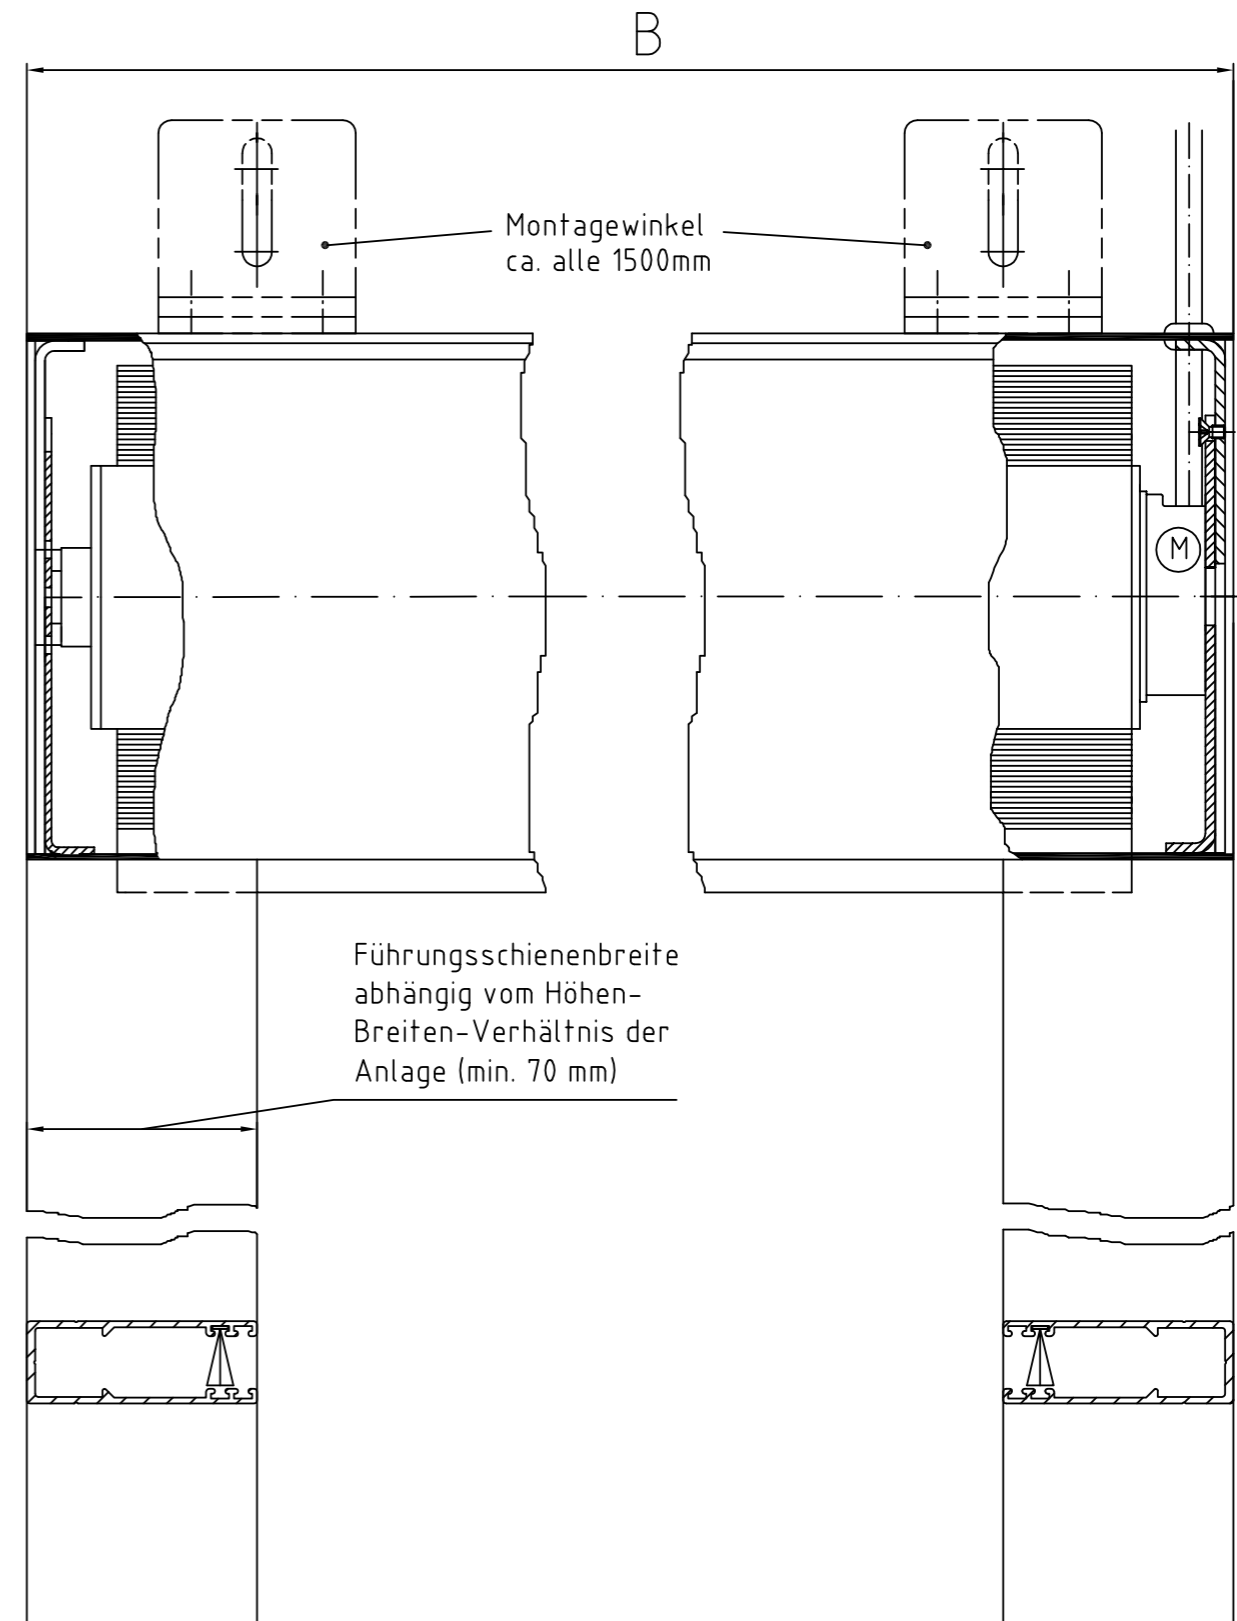 B
Montagewinkel
ca. alle 1500mm
M
Führungsschienenbreite
abhängig vom Höhen-
Breiten-Verhältnis der
Anlage (min. 70 mm)